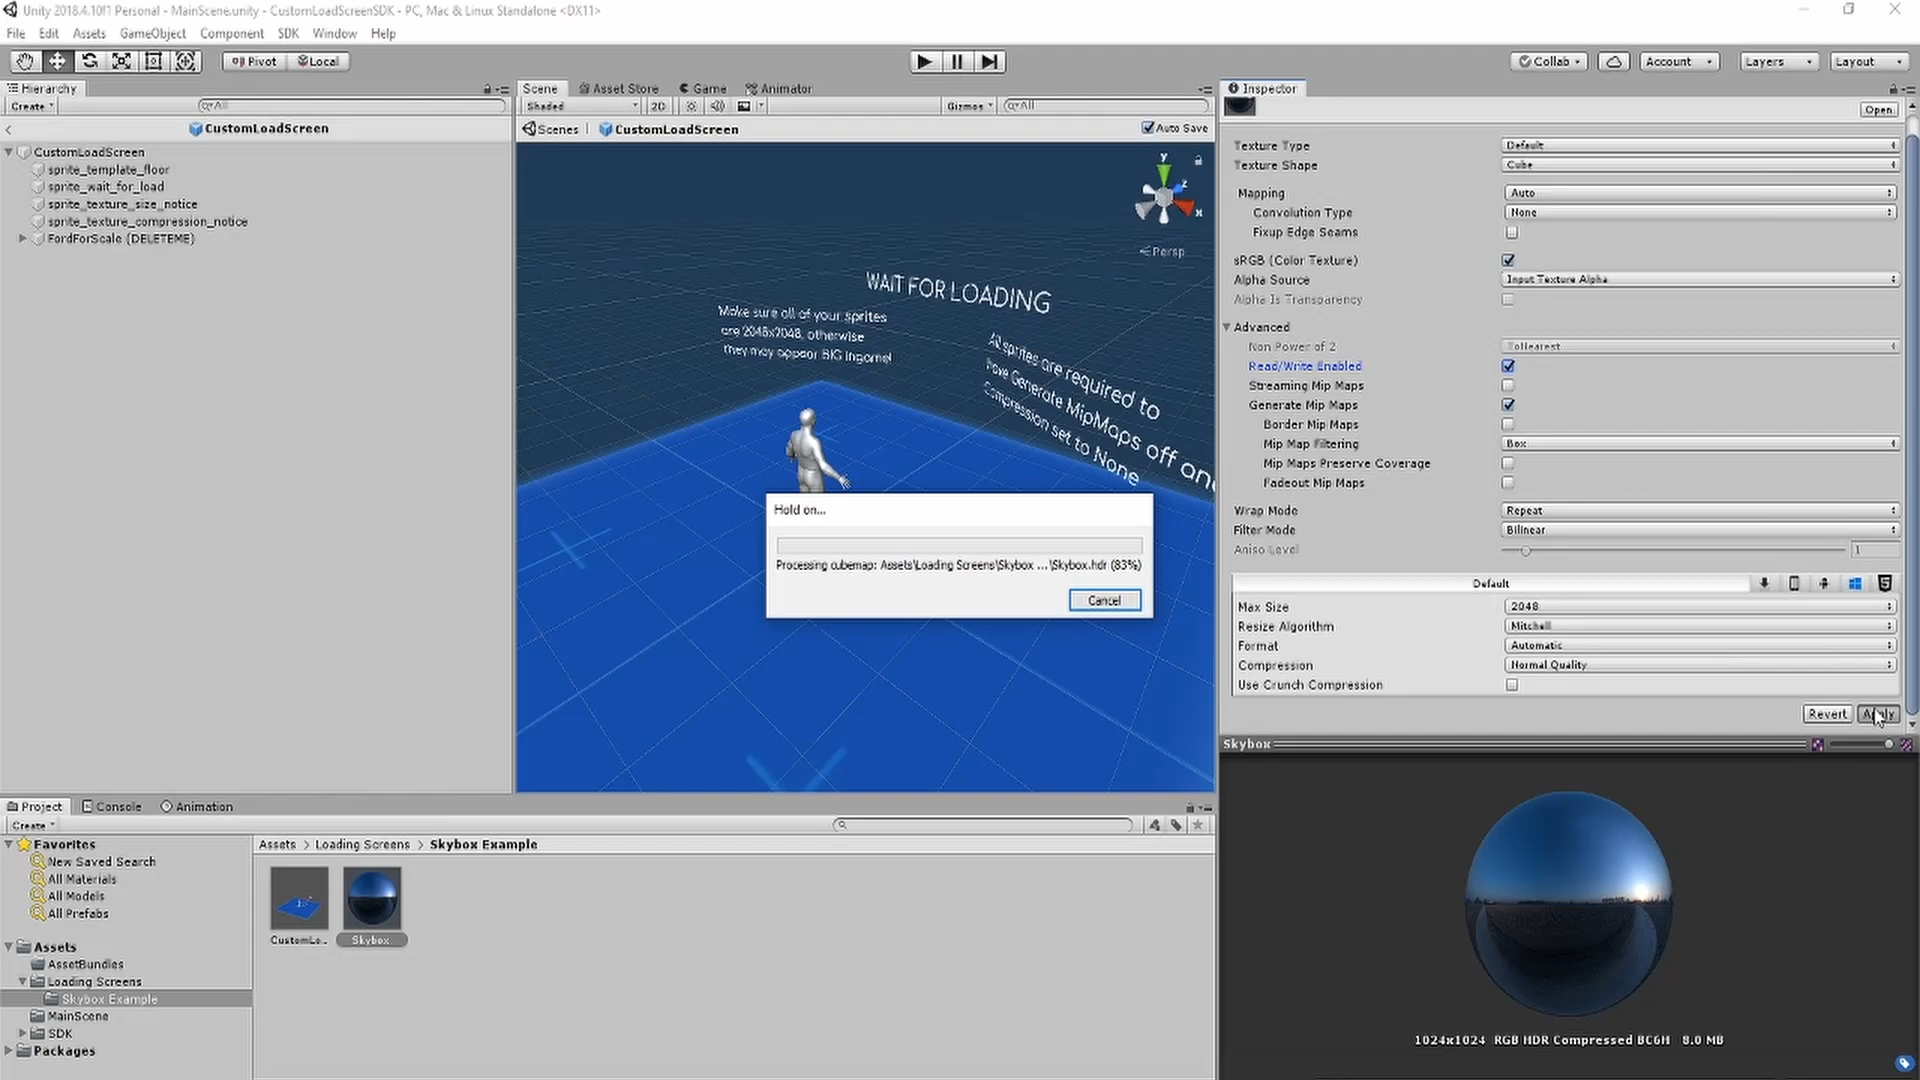 Unity 2018.4.10f1 Personal - MainScene.unity - CustomLoadScreenSDK - PC, Mac & Linux Standalone <DX11>
File Edit Assets GameObject Component SDK Window Help
Pivot Local Collab Account Layers Layout
Hierarchy
Create All
CustomLoadScreen
CustomLoadScreen
sprite_template_floor
sprite_wait_for_load
sprite_texture_size_notice
sprite_texture_compression_notice
FordForScale (DELETEME)
Scene Asset Store Game Animator
Shaded 2D Gizmos All
Scenes CustomLoadScreen Auto Save
y
z
x
Persp
WAIT FOR LOADING
Make sure all of your sprites
are 2048x2048, otherwise
they may appear BIG ingame!
All sprites are required to
have Generate MipMaps off and
Compression set to None
Hold on...
Processing cubemap: Assets\Loading Screens\Skybox ...\Skybox.hdr (83%)
Cancel
Inspector
Open
Texture Type Default
Texture Shape Cube
Mapping Auto
Convolution Type None
Fixup Edge Seams
sRGB (Color Texture)
Alpha Source Input Texture Alpha
Alpha Is Transparency
Advanced
Non Power of 2 ToNearest
Read/Write Enabled
Streaming Mip Maps
Generate Mip Maps
Border Mip Maps
Mip Map Filtering Box
Mip Maps Preserve Coverage
Fadeout Mip Maps
Wrap Mode Repeat
Filter Mode Bilinear
Aniso Level 1
Default
Max Size 2048
Resize Algorithm Mitchell
Format Automatic
Compression Normal Quality
Use Crunch Compression
Revert Apply
Skybox
1024x1024 RGB HDR Compressed BC6H 8.0 MB
Project Console Animation
Create
Favorites
New Saved Search
All Materials
All Models
All Prefabs
Assets
AssetBundles
Loading Screens
Skybox Example
MainScene
SDK
Packages
Assets > Loading Screens > Skybox Example
CustomLo...
Skybox